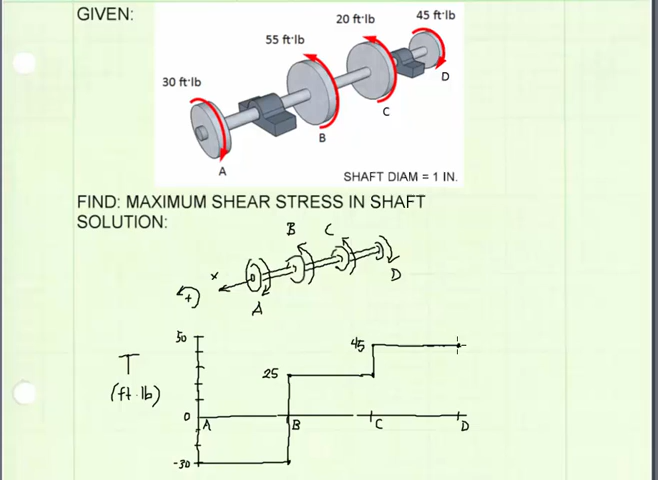 GIVEN:
45 ft·lb
20 ft·lb
55 ft·lb
30 ft·lb
D
C
B
A
SHAFT DIAM = 1 IN.
FIND: MAXIMUM SHEAR STRESS IN SHAFT
SOLUTION:
B C
x
+
D
A
50
45
T
25
(ft·lb)
0
A B C D
-30